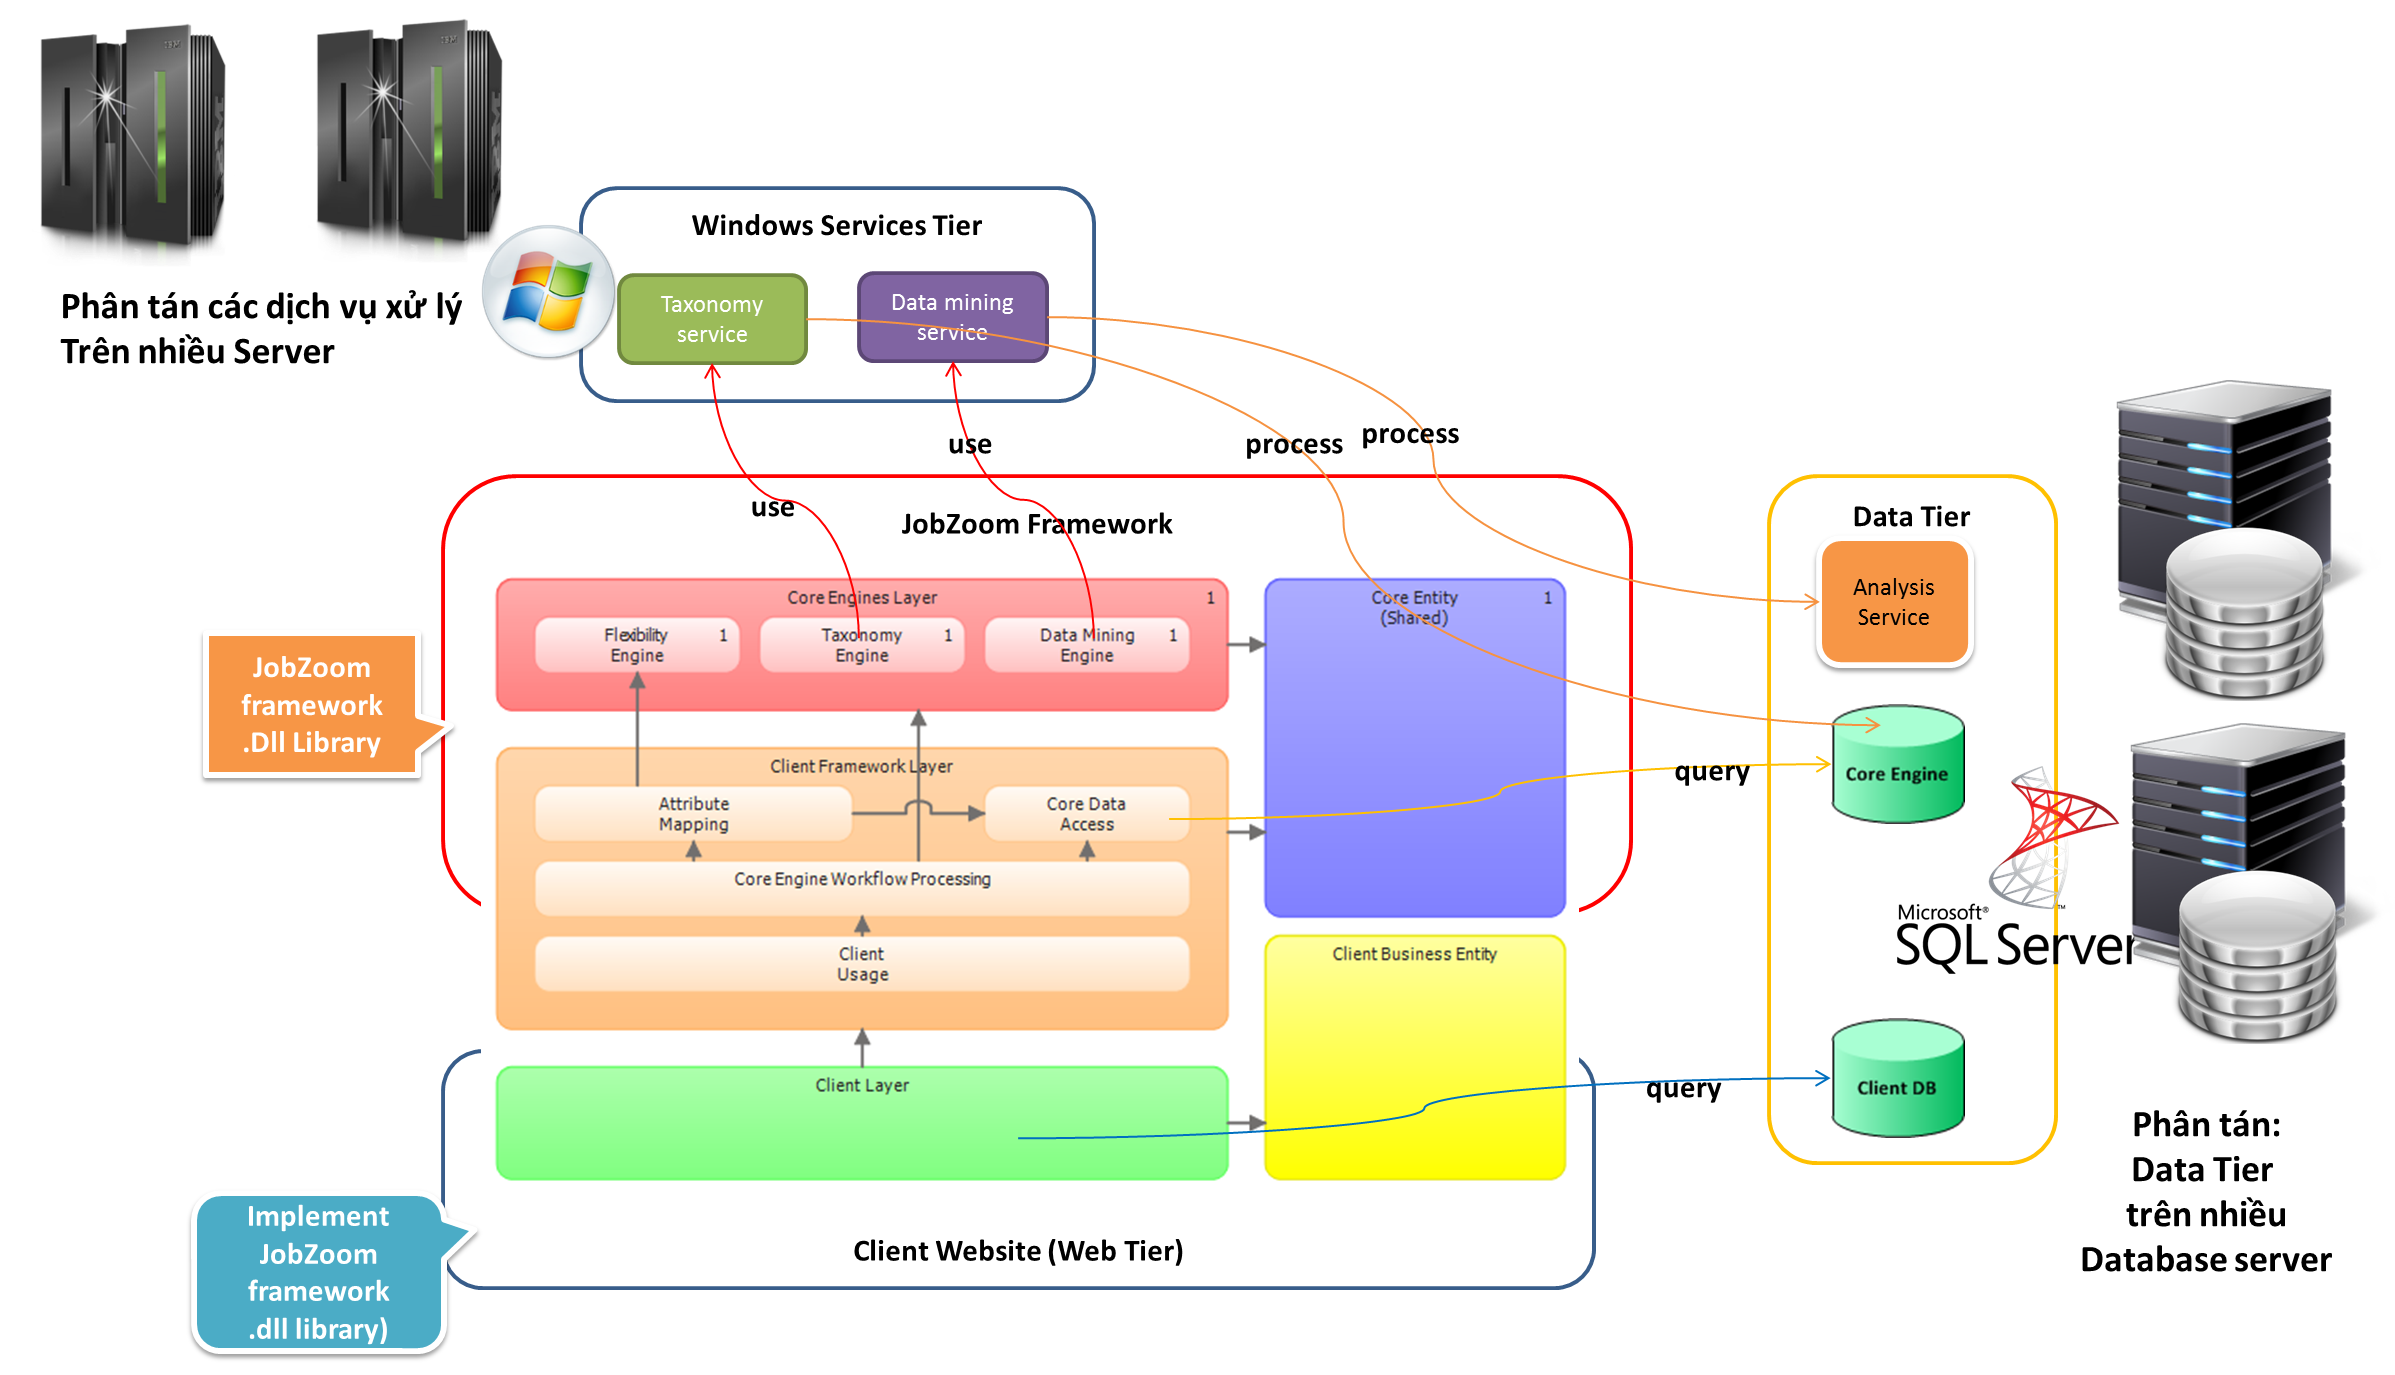 IBM
IBM
Phân tán các dịch vụ xử lý
Trên nhiều Server
Windows Services Tier
Taxonomy
service
Data mining
service
use
use
process
process
JobZoom Framework
Core Engines Layer
1
Flexibility
Engine
1
Taxonomy
Engine
1
Data Mining
Engine
1
Core Entity
(Shared)
1
JobZoom
framework
.Dll Library
Client Framework Layer
Attribute
Mapping
Core Data
Access
Core Engine Workflow Processing
Client
Usage
Client Business Entity
Client Layer
query
query
Client Website (Web Tier)
Implement
JobZoom
framework
.dll library)
Data Tier
Analysis
Service
Core Engine
Microsoft®
SQL Server
™
Client DB
Phân tán:
Data Tier
trên nhiều
Database server